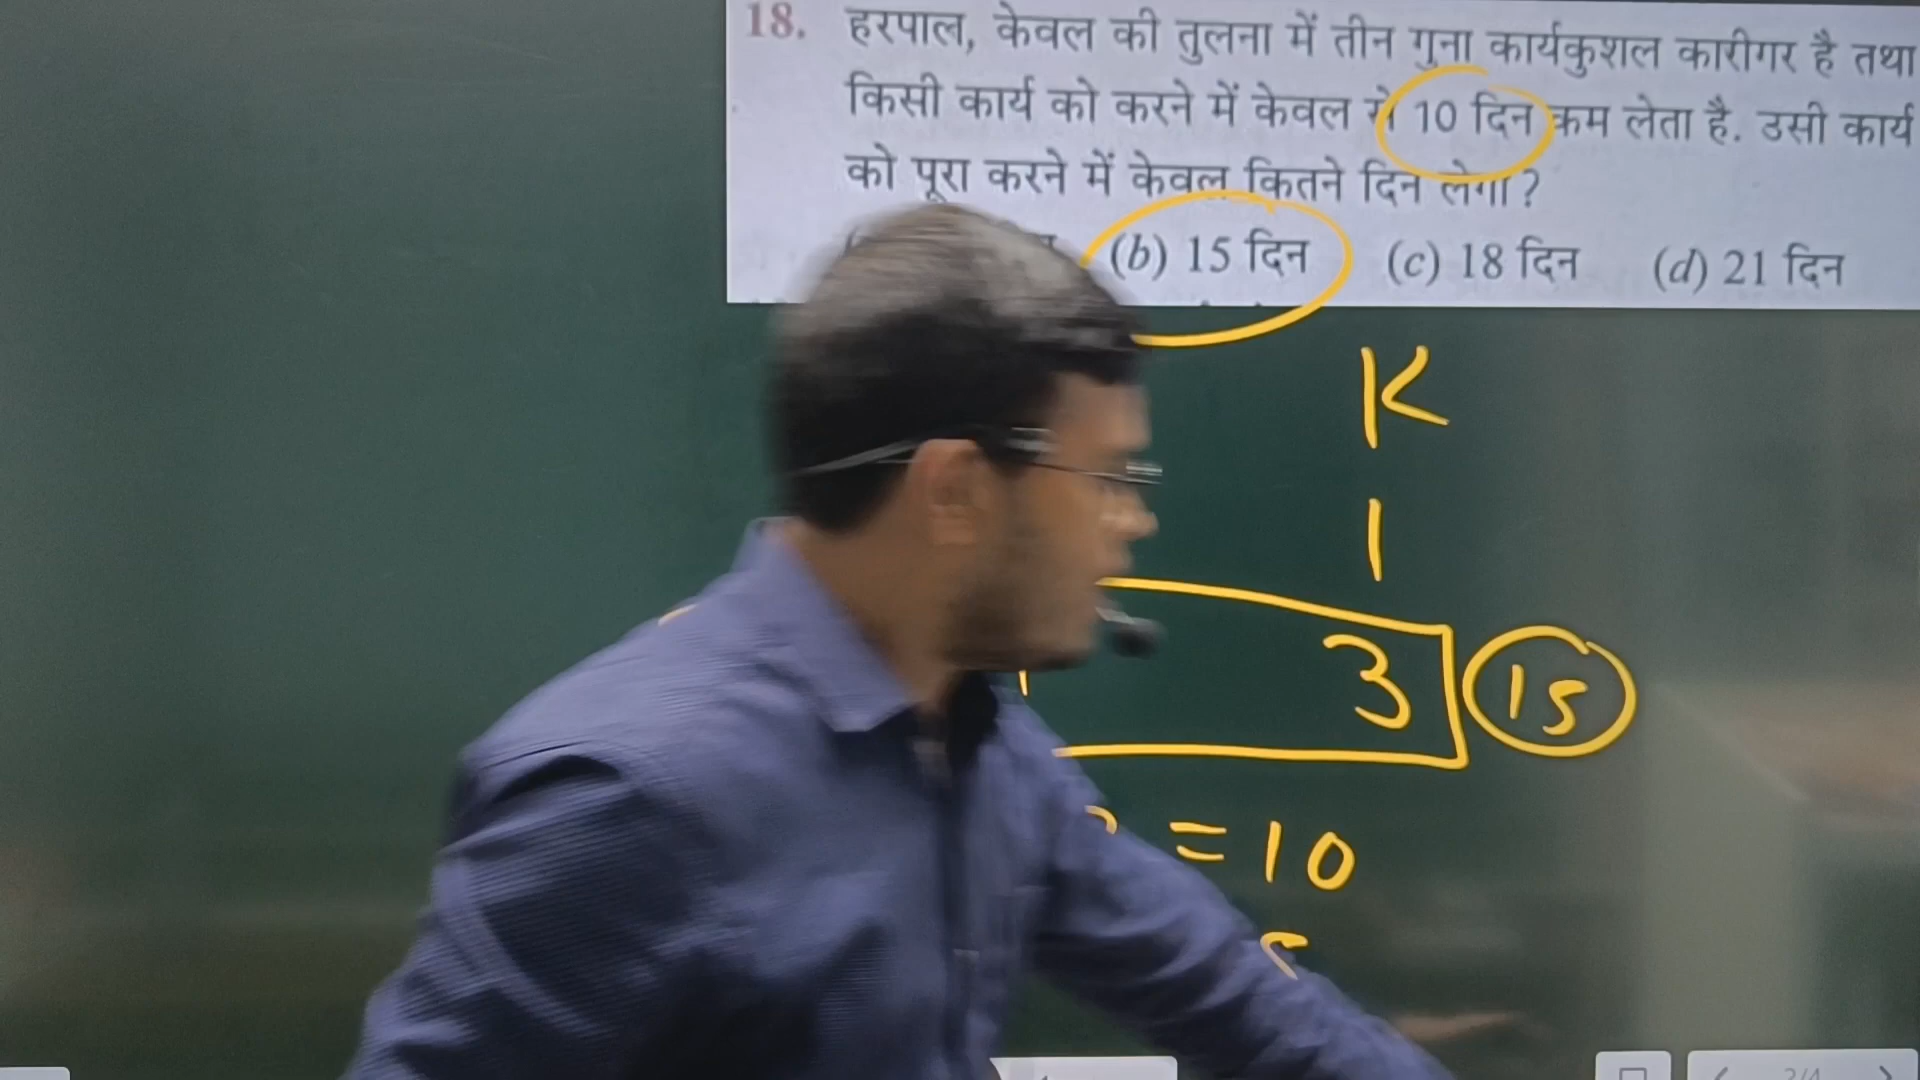 18. हरपाल, केवल की तुलना में तीन गुना कार्यकुशल कारीगर है तथा
किसी कार्य को करने में केवल से 10 दिन कम लेता है. उसी कार्य
को पूरा करने में केवल कितने दिन लेगा?
(b) 15 दिन (c) 18 दिन (d) 21 दिन
K
1
3 15
= 10